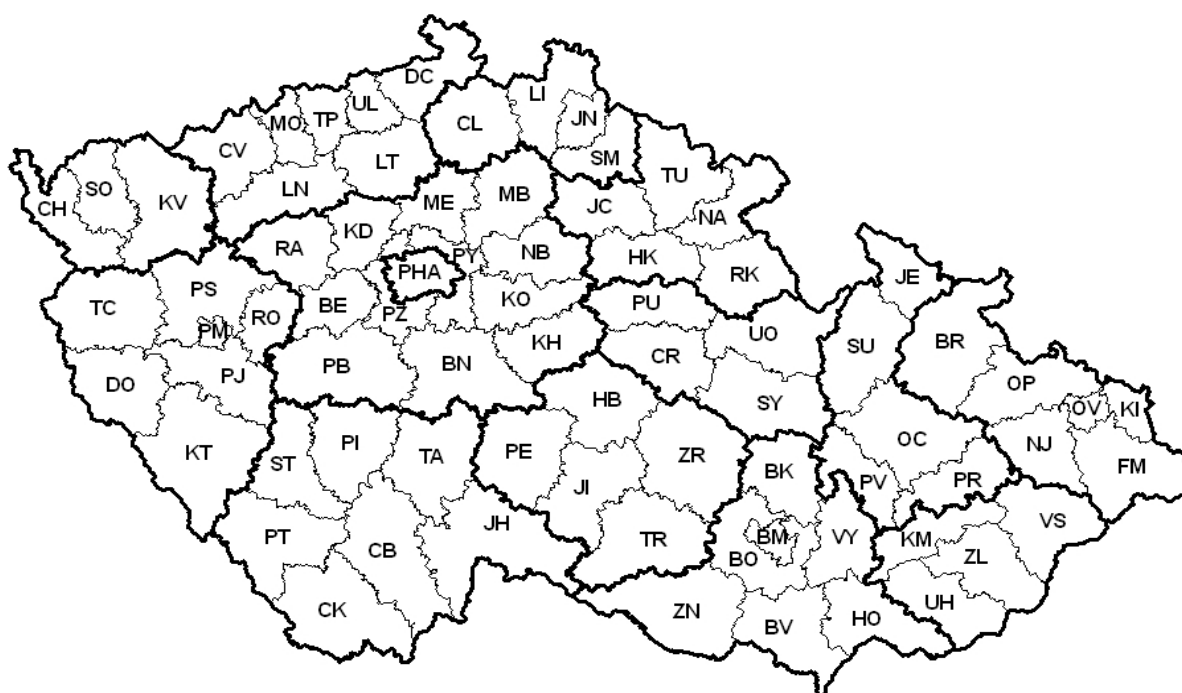 DC
LI
UL
JN
TP
MO
CL
CV
LT
SM
TU
SO
LN
MB
CH
KV
ME
JC
NA
KD
RA
PY
NB
HK
RK
PHA
JE
PS
BE
KO
TC
PZ
PU
RO
PM
UO
BR
KH
CR
SU
PB
BN
PJ
DO
OP
HB
SY
OV
KI
OC
NJ
KT
PI
PE
ZR
FM
ST
TA
BK
JI
PV
PR
JH
VS
PT
CB
TR
BM
VY
KM
BO
ZL
CK
ZN
UH
HO
BV